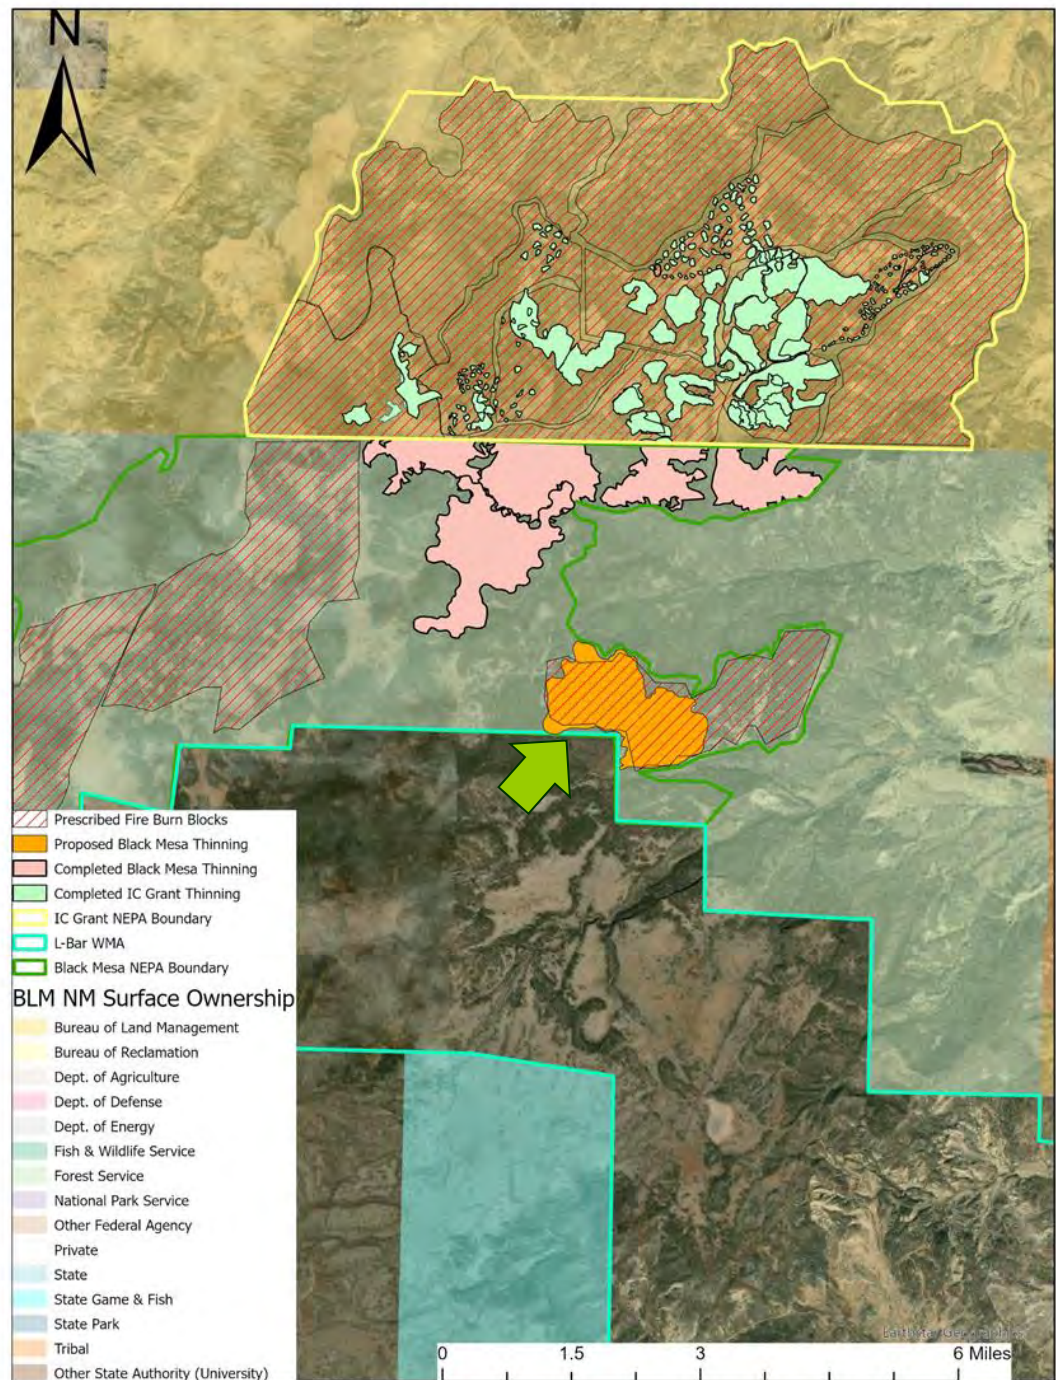 N
Prescribed Fire Burn Blocks
Proposed Black Mesa Thinning
Completed Black Mesa Thinning
Completed IC Grant Thinning
IC Grant NEPA Boundary
L-Bar WMA
Black Mesa NEPA Boundary
BLM NM Surface Ownership
Bureau of Land Management
Bureau of Reclamation
Dept. of Agriculture
Dept. of Defense
Dept. of Energy
Fish & Wildlife Service
Forest Service
National Park Service
Other Federal Agency
Private
State
State Game & Fish
State Park
Tribal
Other State Authority (University)
0 1.5 3 6 Miles